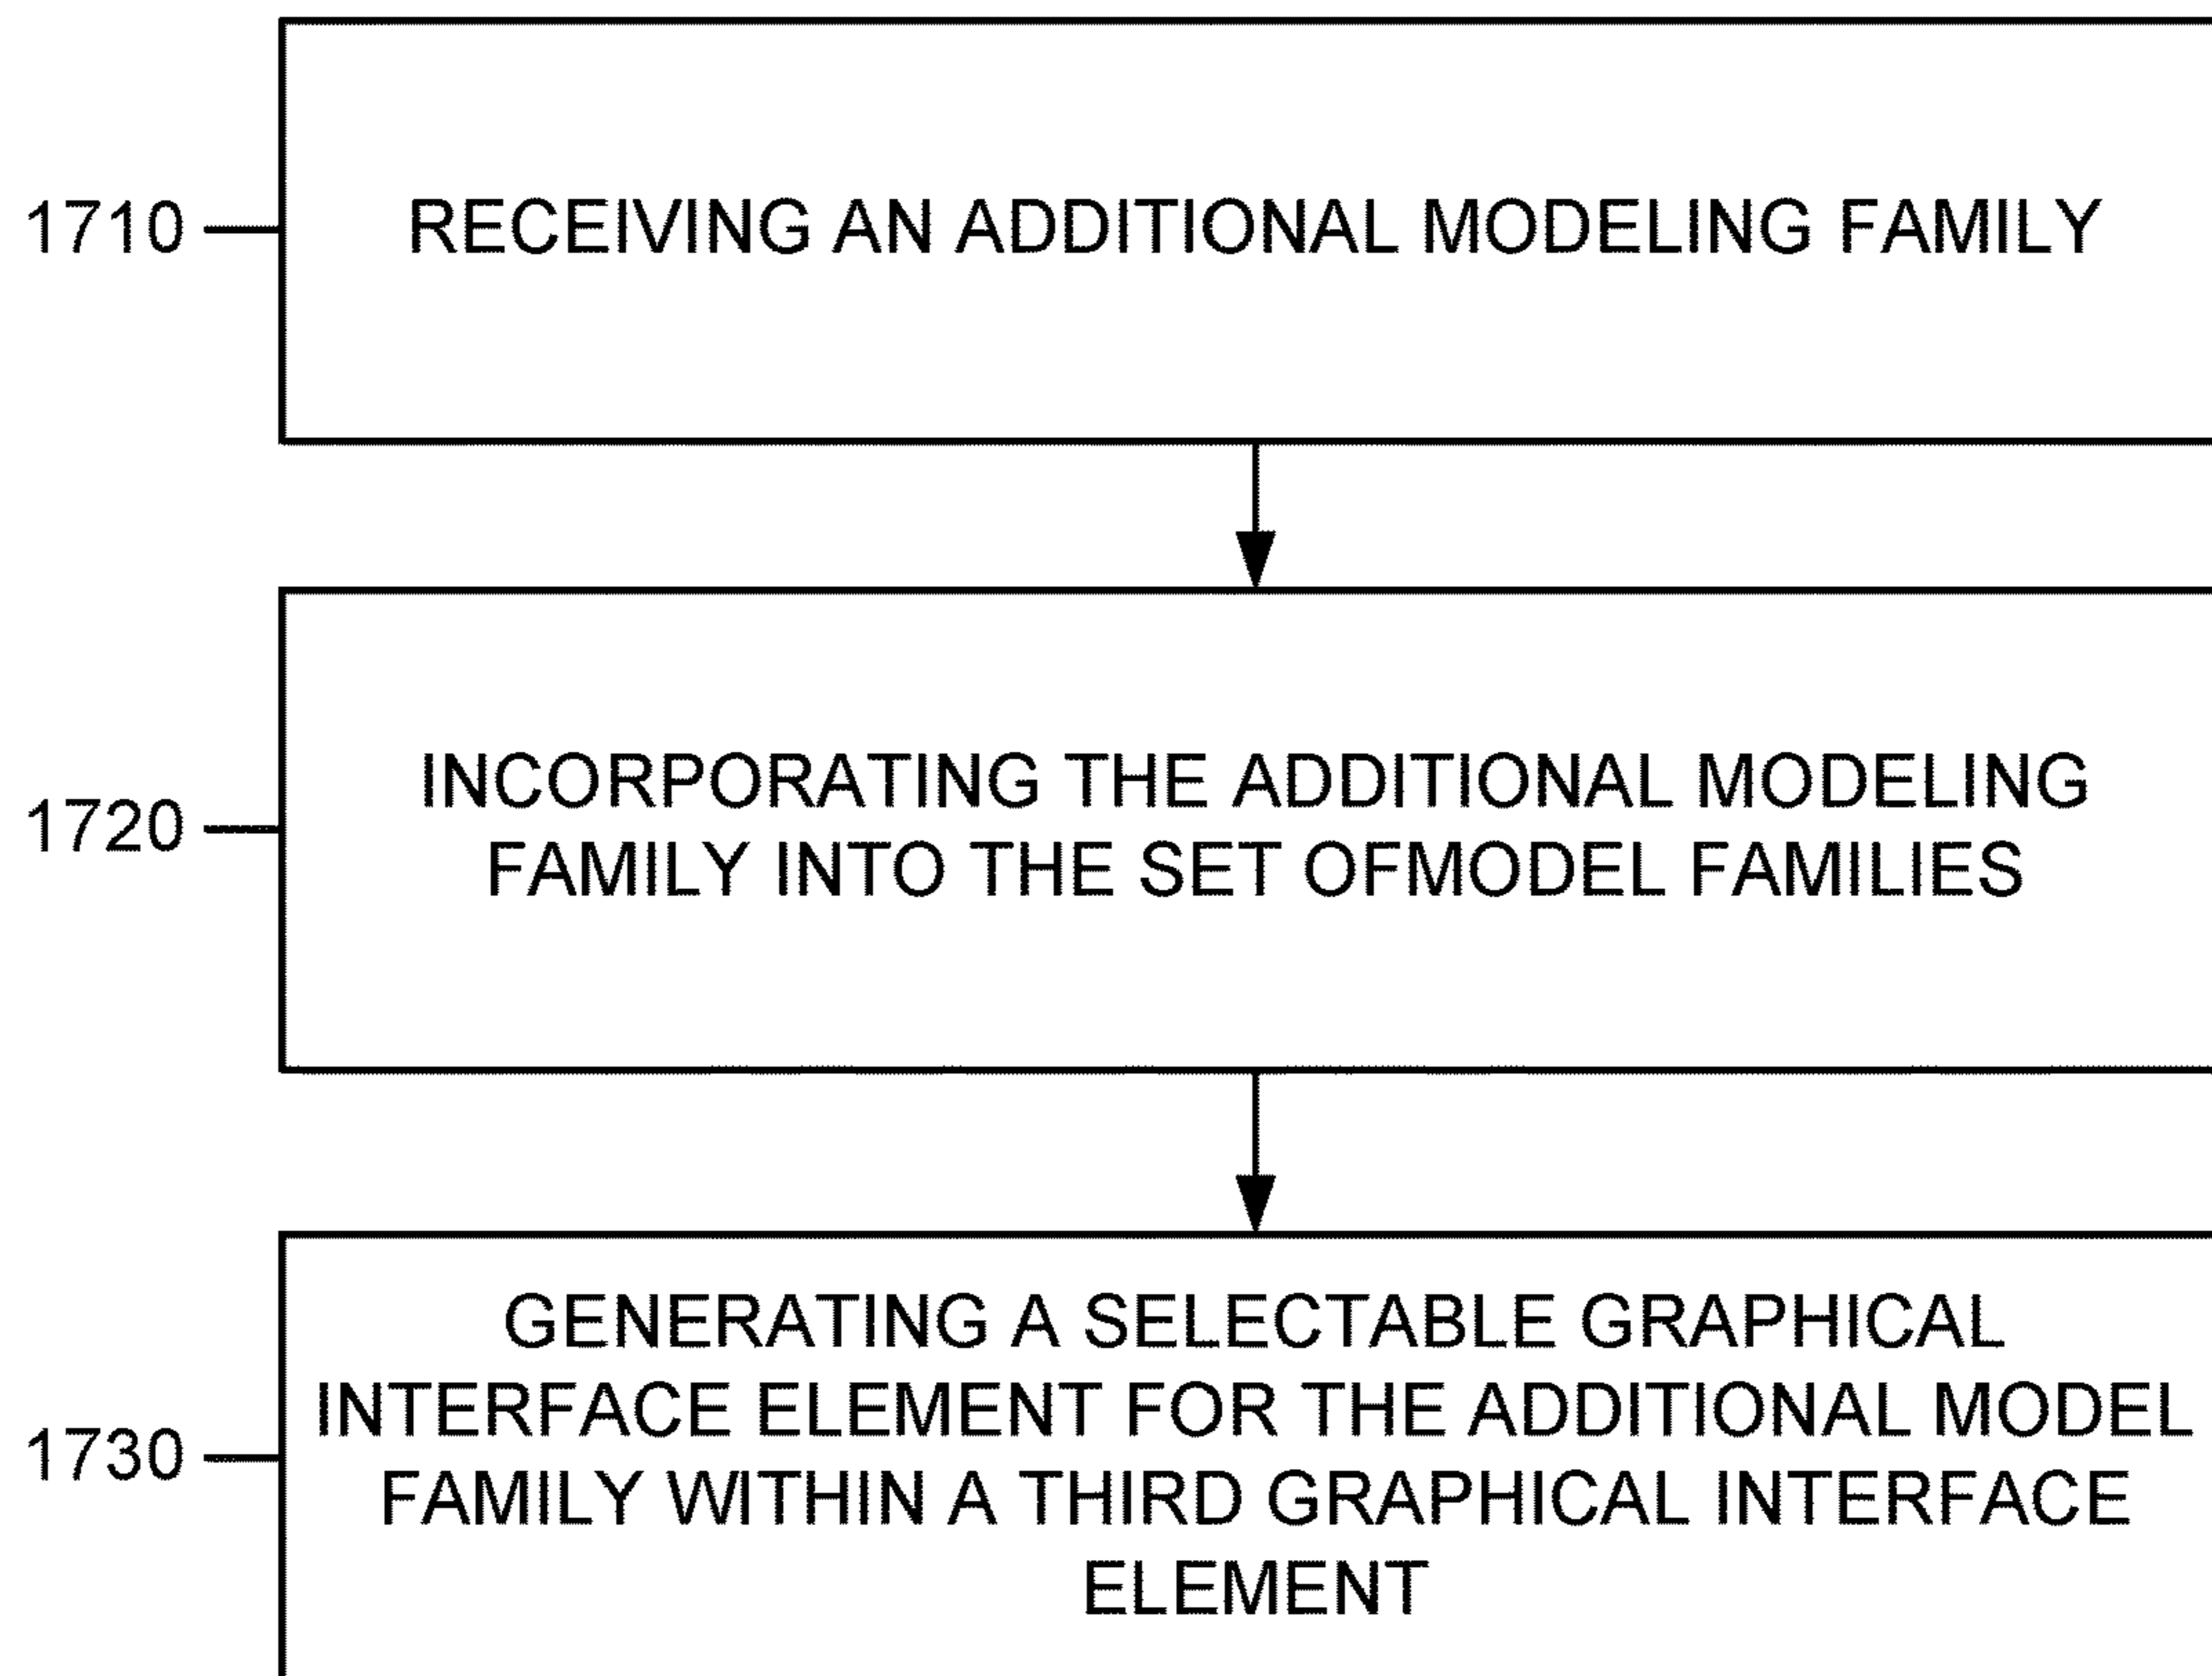 1710
RECEIVING AN ADDITIONAL MODELING FAMILY
1720
INCORPORATING THE ADDITIONAL MODELING
FAMILY INTO THE SET OFMODEL FAMILIES
1730
GENERATING A SELECTABLE GRAPHICAL
INTERFACE ELEMENT FOR THE ADDITIONAL MODEL
FAMILY WITHIN A THIRD GRAPHICAL INTERFACE
ELEMENT